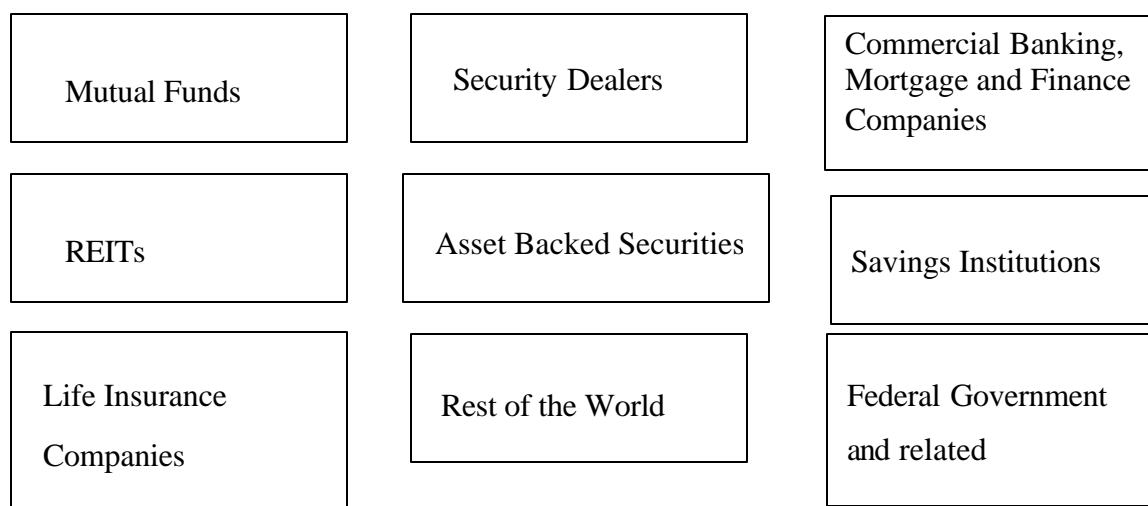 Mutual Funds
Security Dealers
Commercial Banking,
Mortgage and Finance
Companies
REITs
Asset Backed Securities
Savings Institutions
Life Insurance
Companies
Rest of the World
Federal Government
and related